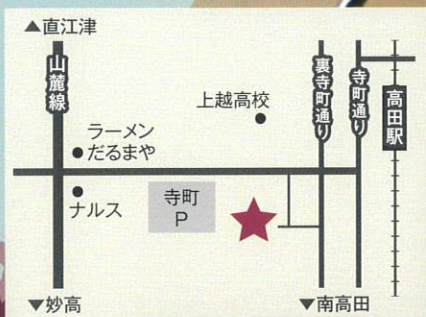 ▲直江津
山麓線
裏寺町通り
寺町通り
高田駅
上越高校
ラーメン
だるまや
ナルス
寺町
P
▼妙高
▼南高田